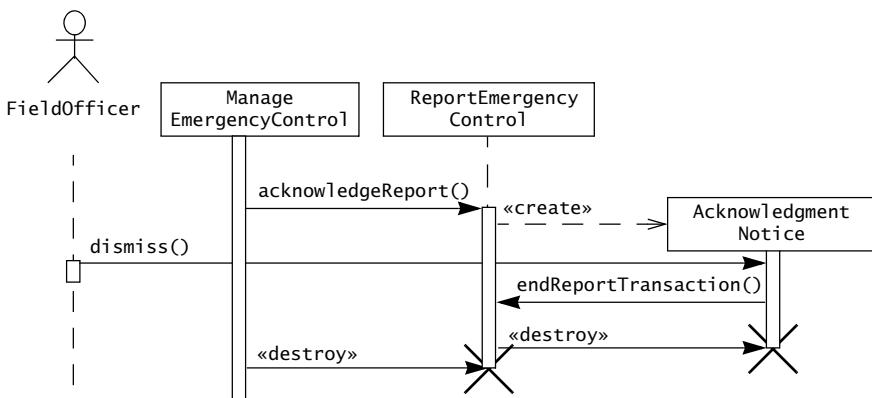 FieldOfficer
Manage
EmergencyControl
ReportEmergency
Control
acknowledgeReport()
«create»
Acknowledgment
Notice
dismiss()
endReportTransaction()
«destroy»
«destroy»